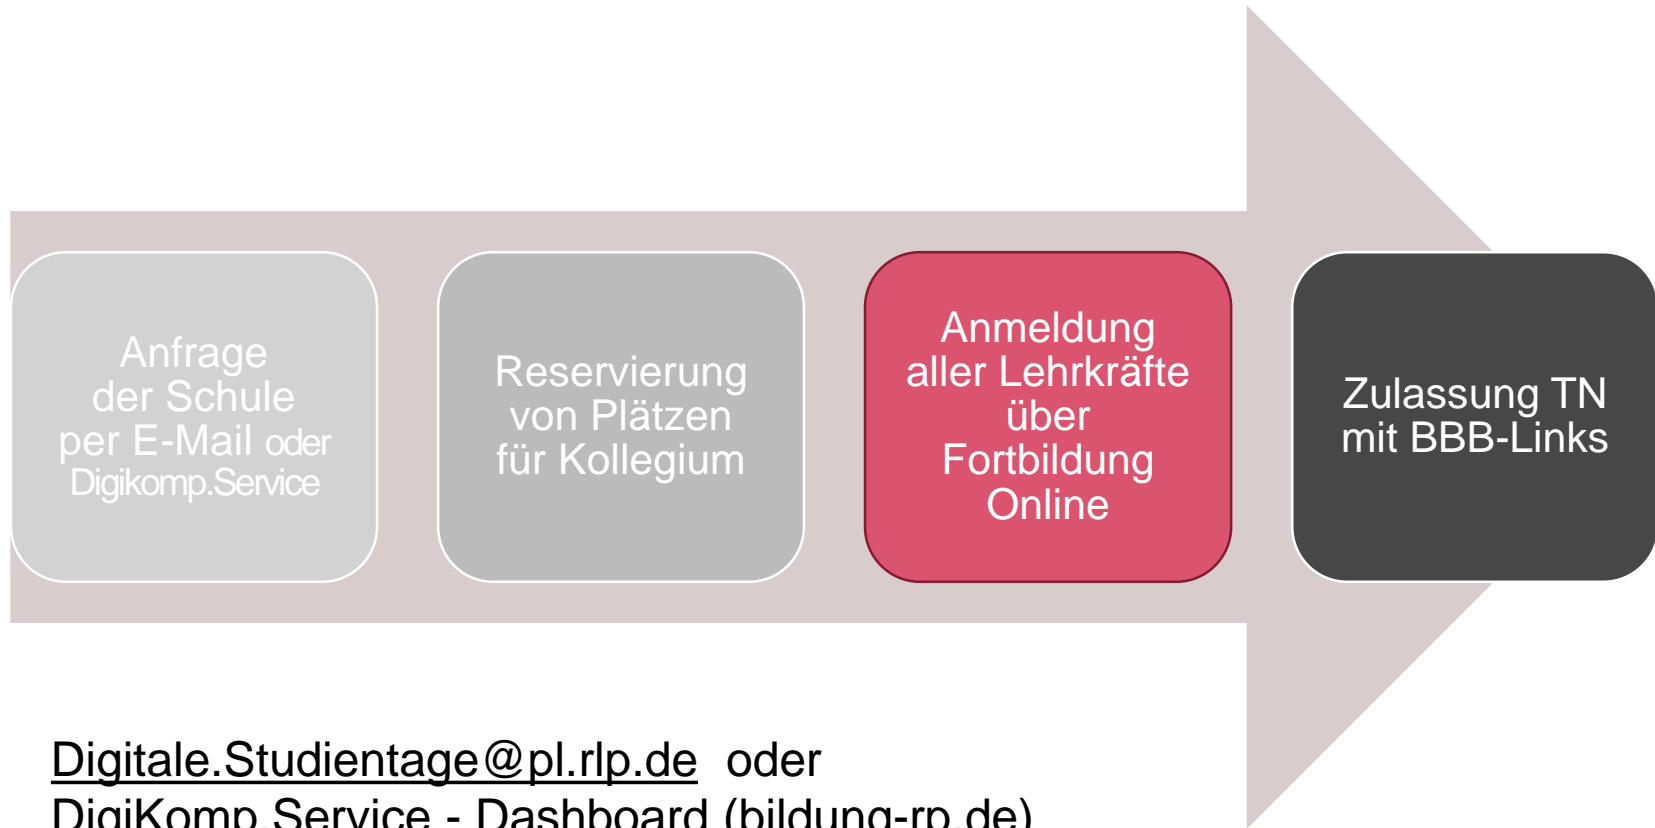 Anfrage
der Schule
per E-Mail oder
Digikomp.Service
Reservierung
von Plätzen
für Kollegium
Anmeldung
aller Lehrkräfte
über
Fortbildung
Online
Zulassung TN
mit BBB-Links
Digitale.Studientage@pl.rlp.de oder
DigiKomp.Service - Dashboard (bildung-rp.de)